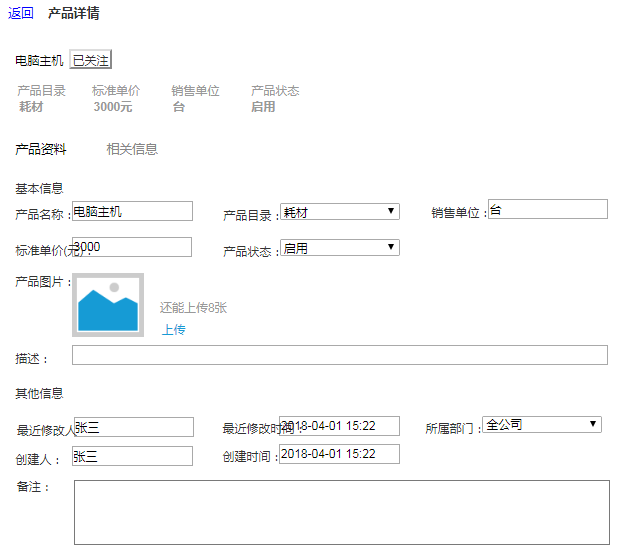 返回 产品详情
电脑主机 已关注
产品目录 标准单价 销售单位 产品状态
耗材 3000元 台 启用
产品资料 相关信息
基本信息
产品名称： 电脑主机 产品目录： 耗材 销售单位： 台
标准单价(元)： 3000 产品状态： 启用
产品图片：
还能上传8张
上传
描述：
其他信息
最近修改人 张三 最近修改时间： 2018-04-01 15:22 所属部门： 全公司
创建人： 张三 创建时间： 2018-04-01 15:22
备注：